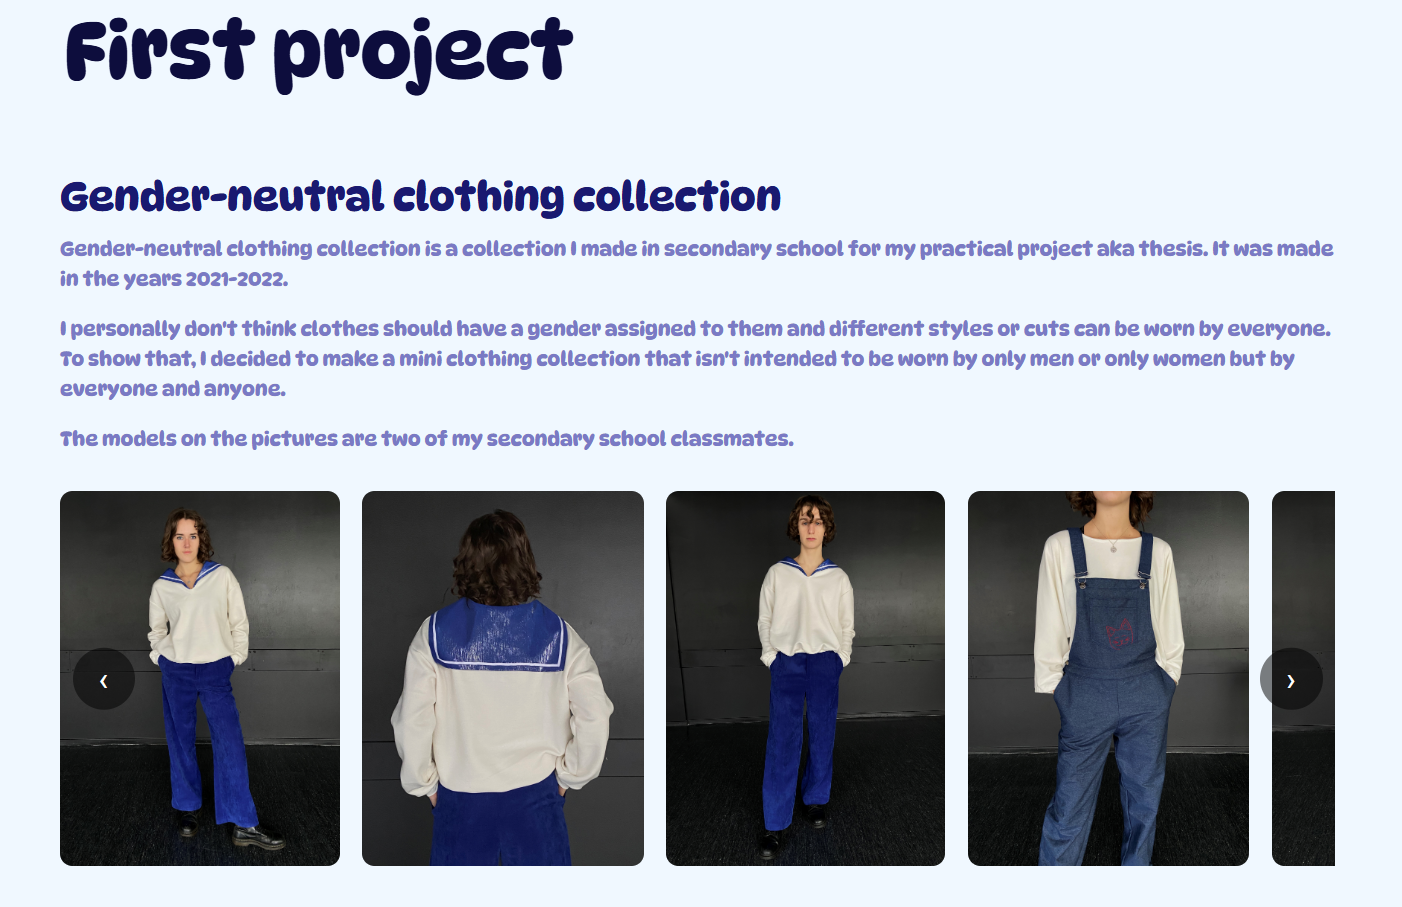 First project
Gender-neutral clothing collection
Gender-neutral clothing collection is a collection I made in secondary school for my practical project aka thesis. It was made
in the years 2021-2022.
I personally don't think clothes should have a gender assigned to them and different styles or cuts can be worn by everyone.
To show that, I decided to make a mini clothing collection that isn't intended to be worn by only men or only women but by
everyone and anyone.
The models on the pictures are two of my secondary school classmates.